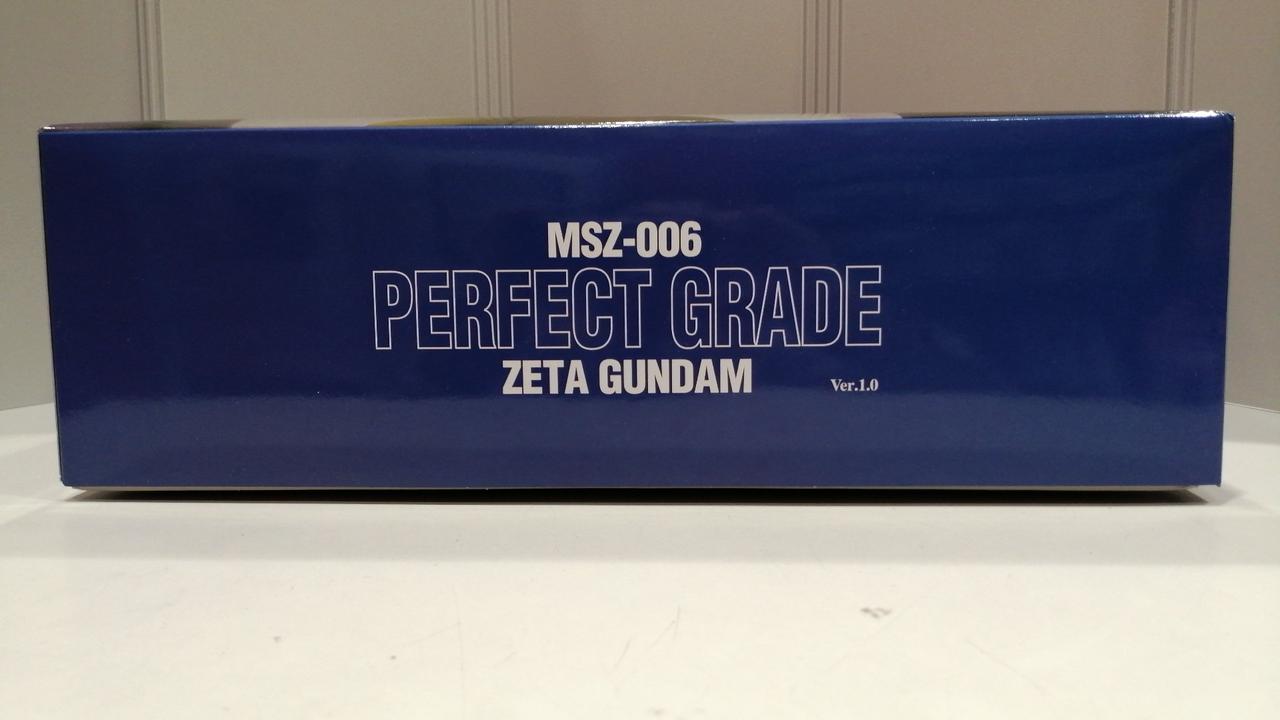 MSZ-006
PERFECT GRADE
ZETA GUNDAM
Ver.1.0